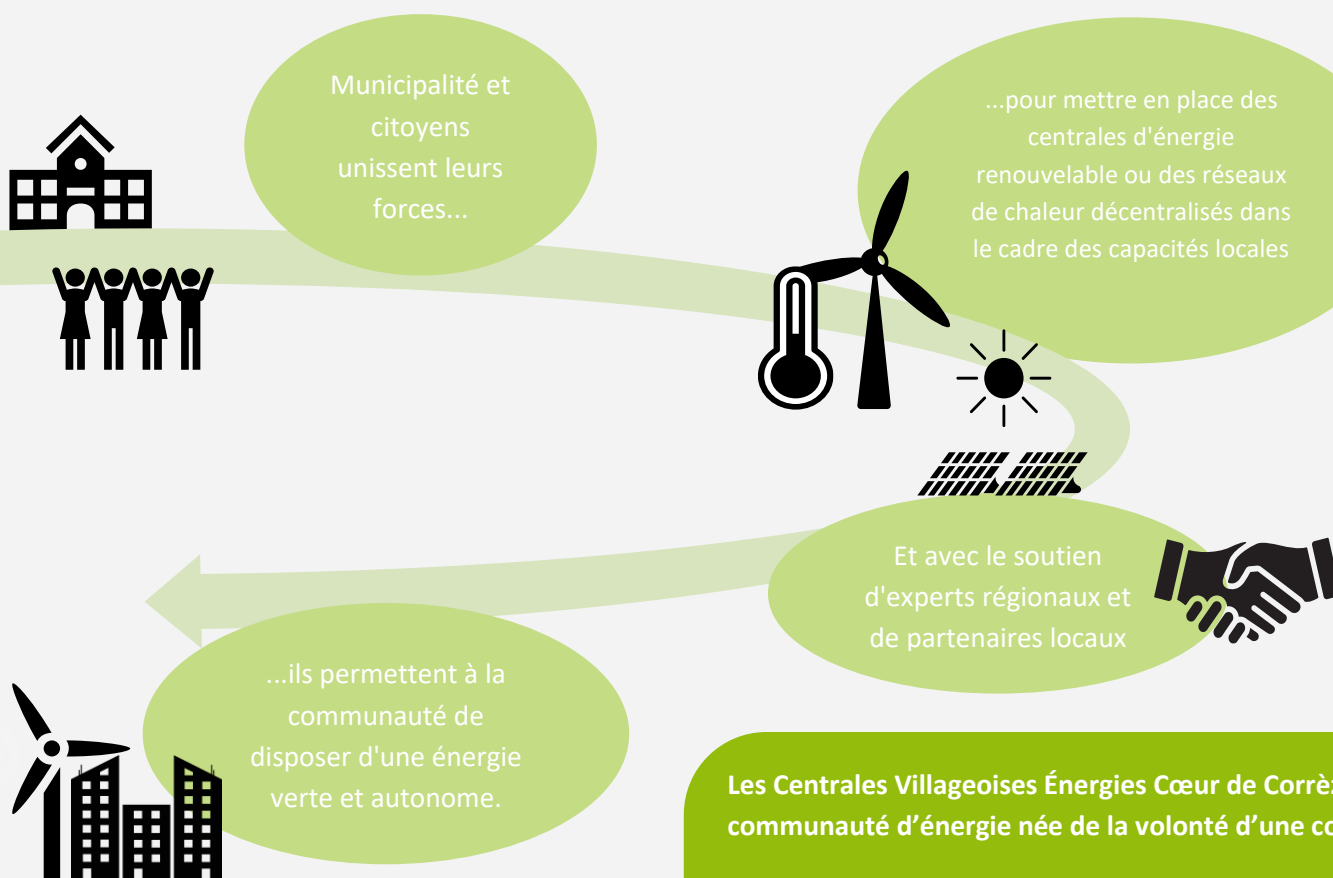 Municipalité et
citoyens
unissent leurs
forces...
...pour mettre en place des
centrales d'énergie
renouvelable ou des réseaux
de chaleur décentralisés dans
le cadre des capacités locales
Et avec le soutien
d'experts régionaux et
de partenaires locaux
...ils permettent à la
communauté de
disposer d'une énergie
verte et autonome.
Les Centrales Villageoises Énergies Cœur de
communauté d’énergie née de la volonté d’une